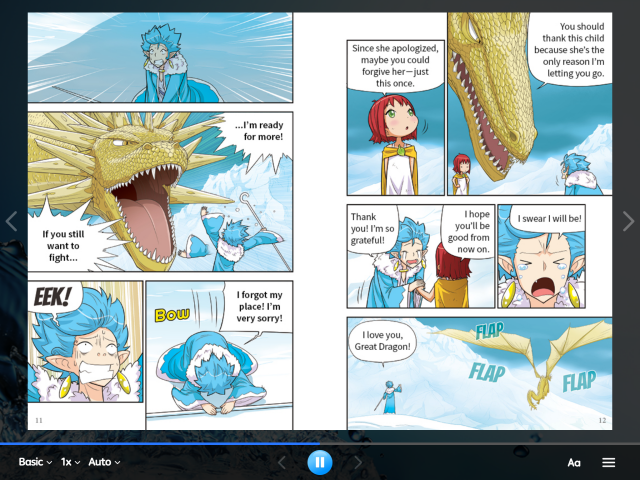 ...I'm ready
for more!
If you still
want to
fight...
EEK!
Bow
I forgot my
place! I'm
very sorry!
11
Since she apologized,
maybe you could
forgive her—just
this once.
You should
thank this child
because she's the
only reason I'm
letting you go.
Thank
you! I'm so
grateful!
I hope
you'll be
good from
now on.
I swear I will be!
I love you,
Great Dragon!
FLAP
FLAP
FLAP
12
Basic 1x Auto Aa